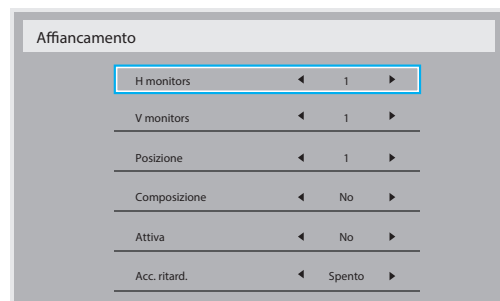 Affiancamento
H monitors 1
V monitors 1
Posizione 1
Composizione No
Attiva No
Acc. ritard. Spento